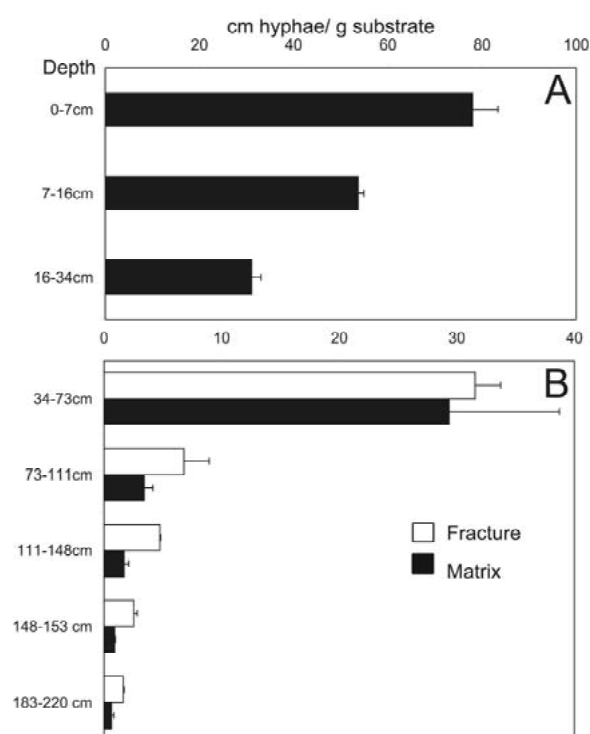 cm hyphae/ g substrate
0 20 40 60 80 100
Depth
A
0-7cm
7-16cm
16-34cm
0 10 20 30 40
B
34-73cm
73-111cm
111-148cm
148-153 cm
183-220 cm
Fracture
Matrix